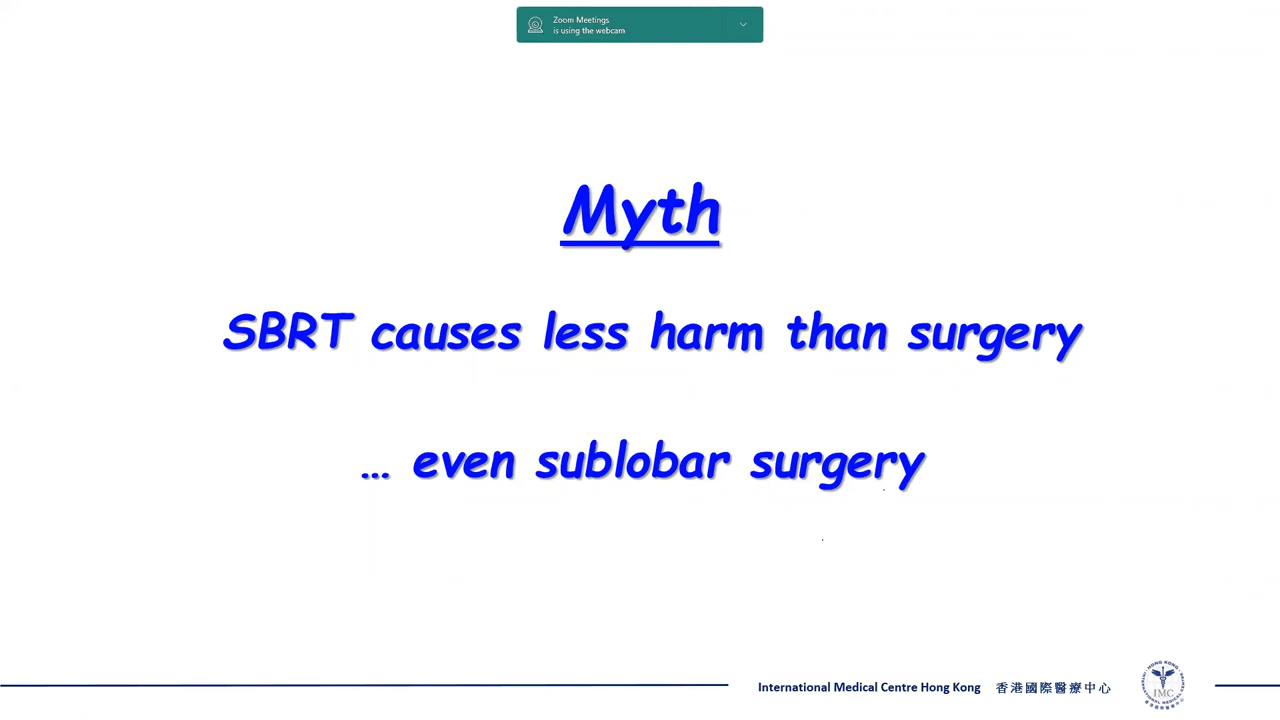 Zoom Meetings
is using the webcam
Myth
SBRT causes less harm than surgery
... even sublobar surgery
International Medical Centre Hong Kong 香港國際醫療中心
IMC